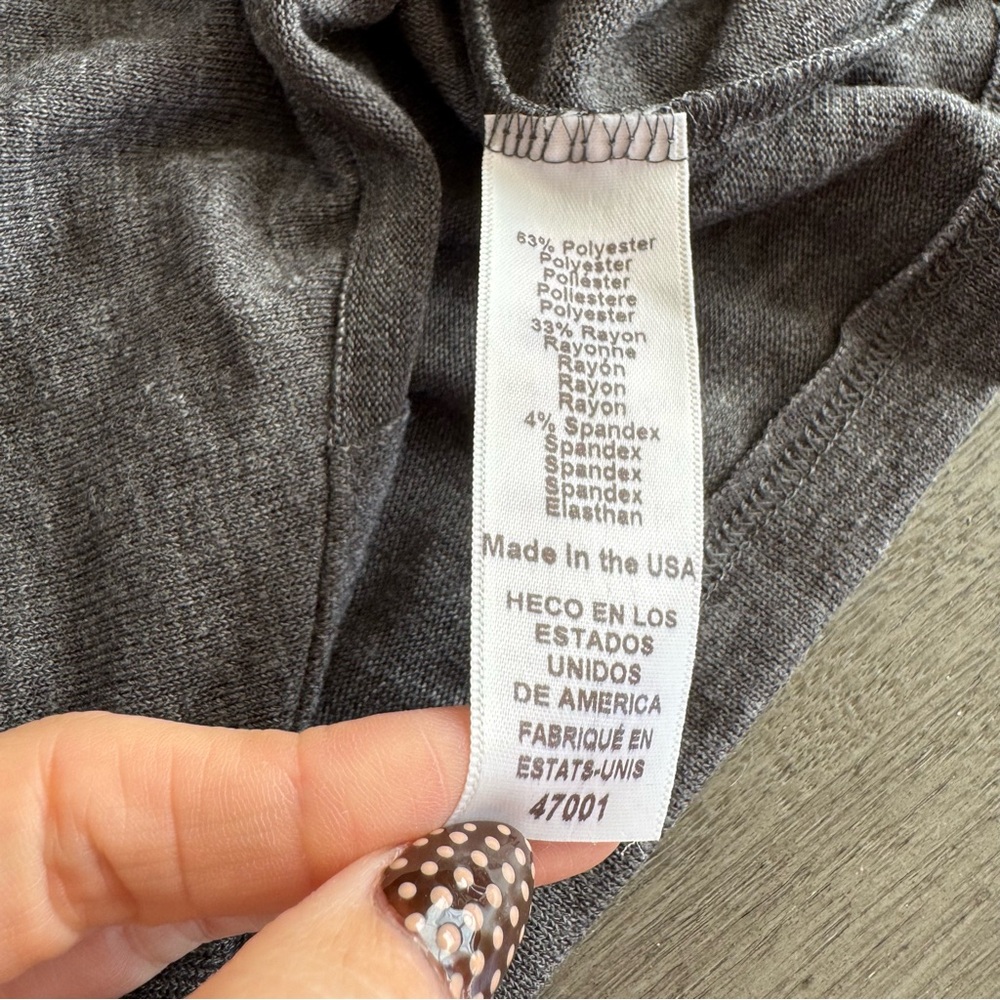 63% Polyester
Polyester
Poliéster
Poliestere
Polyester
33% Rayon
Rayonne
Rayón
Rayon
Rayon
4% Spandex
Spandex
Spandex
Spandex
Elasthan
Made In the USA
HECO EN LOS
ESTADOS
UNIDOS
DE AMERICA
FABRIQUÉ EN
ESTATS-UNIS
47001